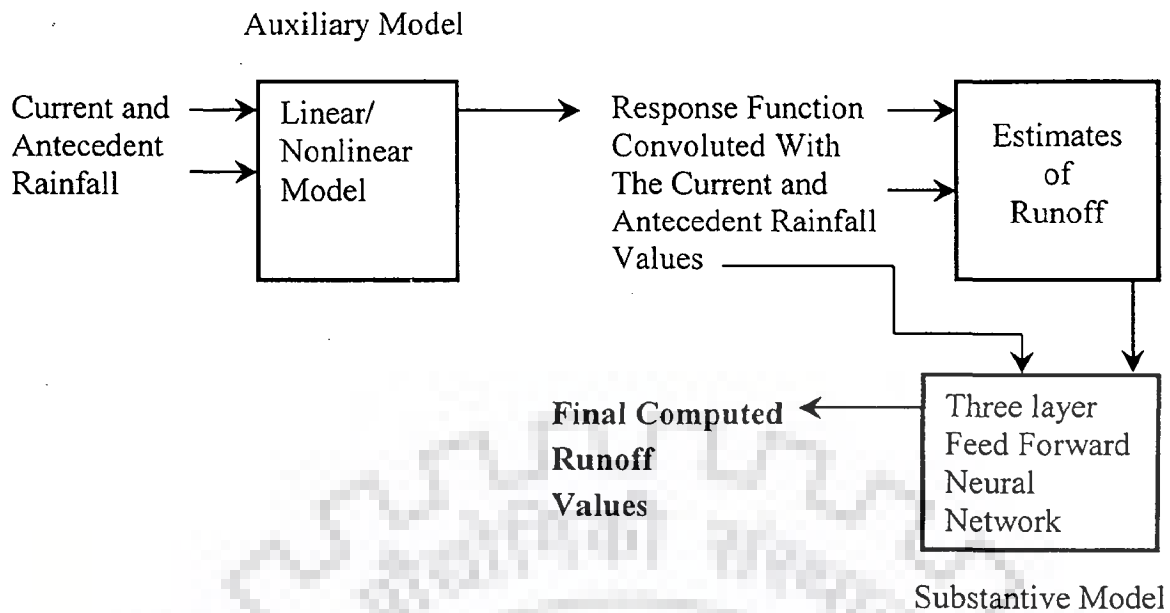 Auxiliary Model
Current and
Antecedent
Rainfall
Linear/
Nonlinear
Model
Response Function
Convoluted With
The Current and
Antecedent Rainfall
Values
Estimates
of
Runoff
Three layer
Feed Forward
Neural
Network
Final Computed
Runoff
Values
Substantive Model